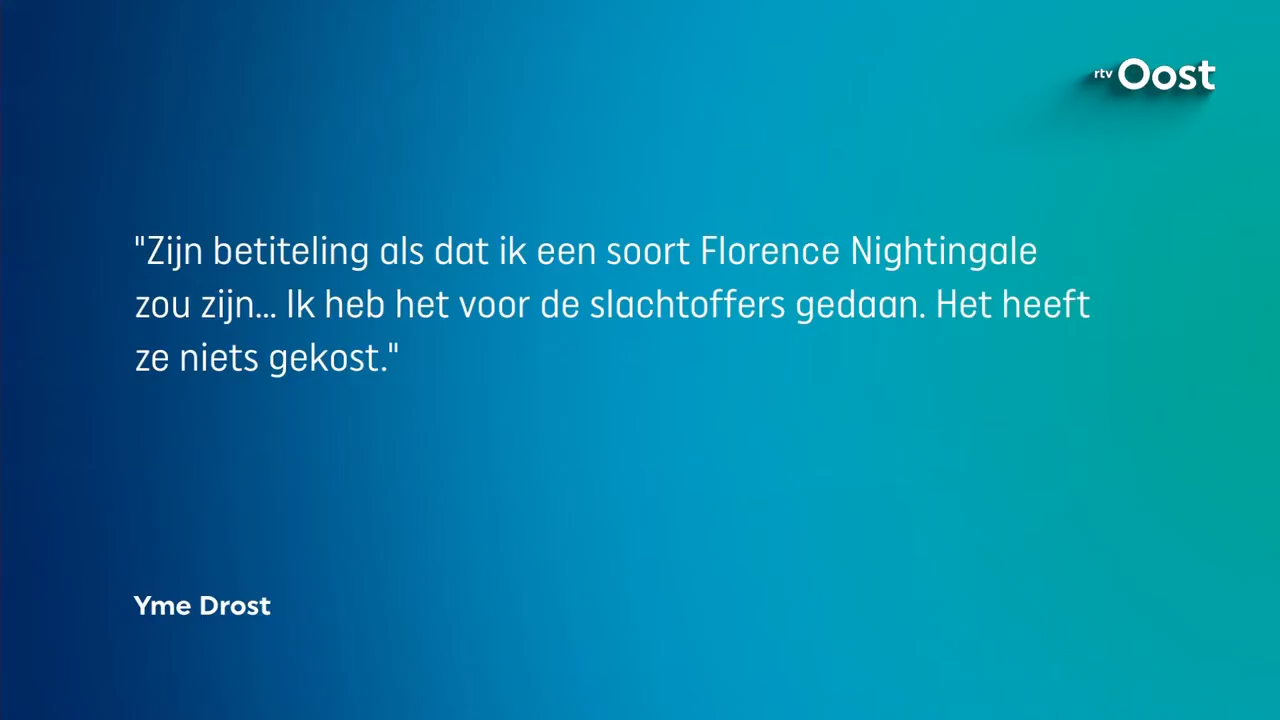 rtv Oost
"Zijn betiteling als dat ik een soort Florence Nightingale
zou zijn... Ik heb het voor de slachtoffers gedaan. Het heeft
ze niets gekost."
Yme Drost